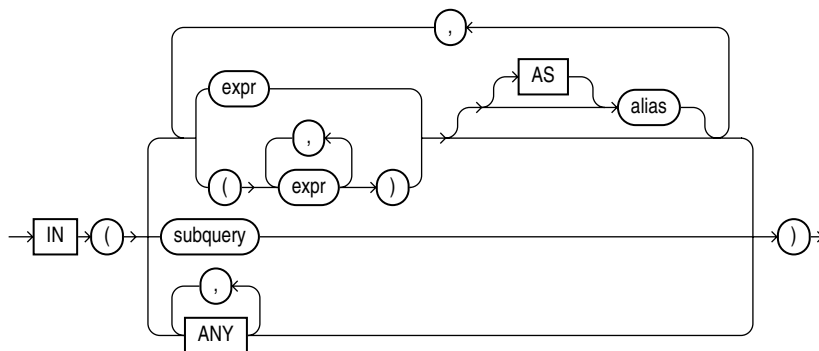 ,
expr
AS
alias
,
( expr )
IN ( subquery )
,
ANY